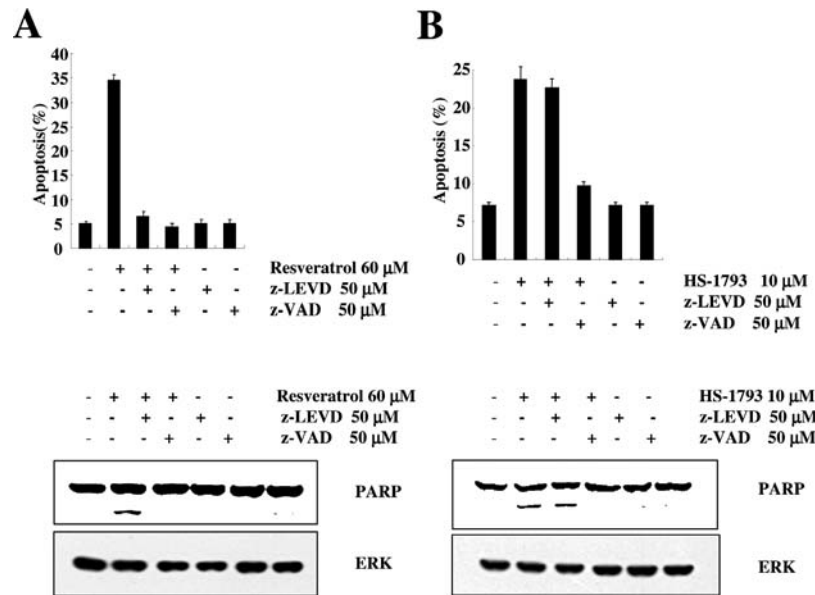 A
Apoptosis(%)
40
35
30
25
20
15
10
5
0
- + + + - - Resveratrol 60 μM
- - + - + - z-LEVD 50 μM
- - - + - + z-VAD 50 μM
- + + + - - Resveratrol 60 μM
- - + - + - z-LEVD 50 μM
- - - + - + z-VAD 50 μM
PARP
ERK
B
Apoptosis (%)
25
20
15
10
5
0
- + + + - - HS-1793 10 μM
- - + - + - z-LEVD 50 μM
- - - + - + z-VAD 50 μM
- + + + - - HS-1793 10 μM
- - + - + - z-LEVD 50 μM
- - - + - + z-VAD 50 μM
PARP
ERK